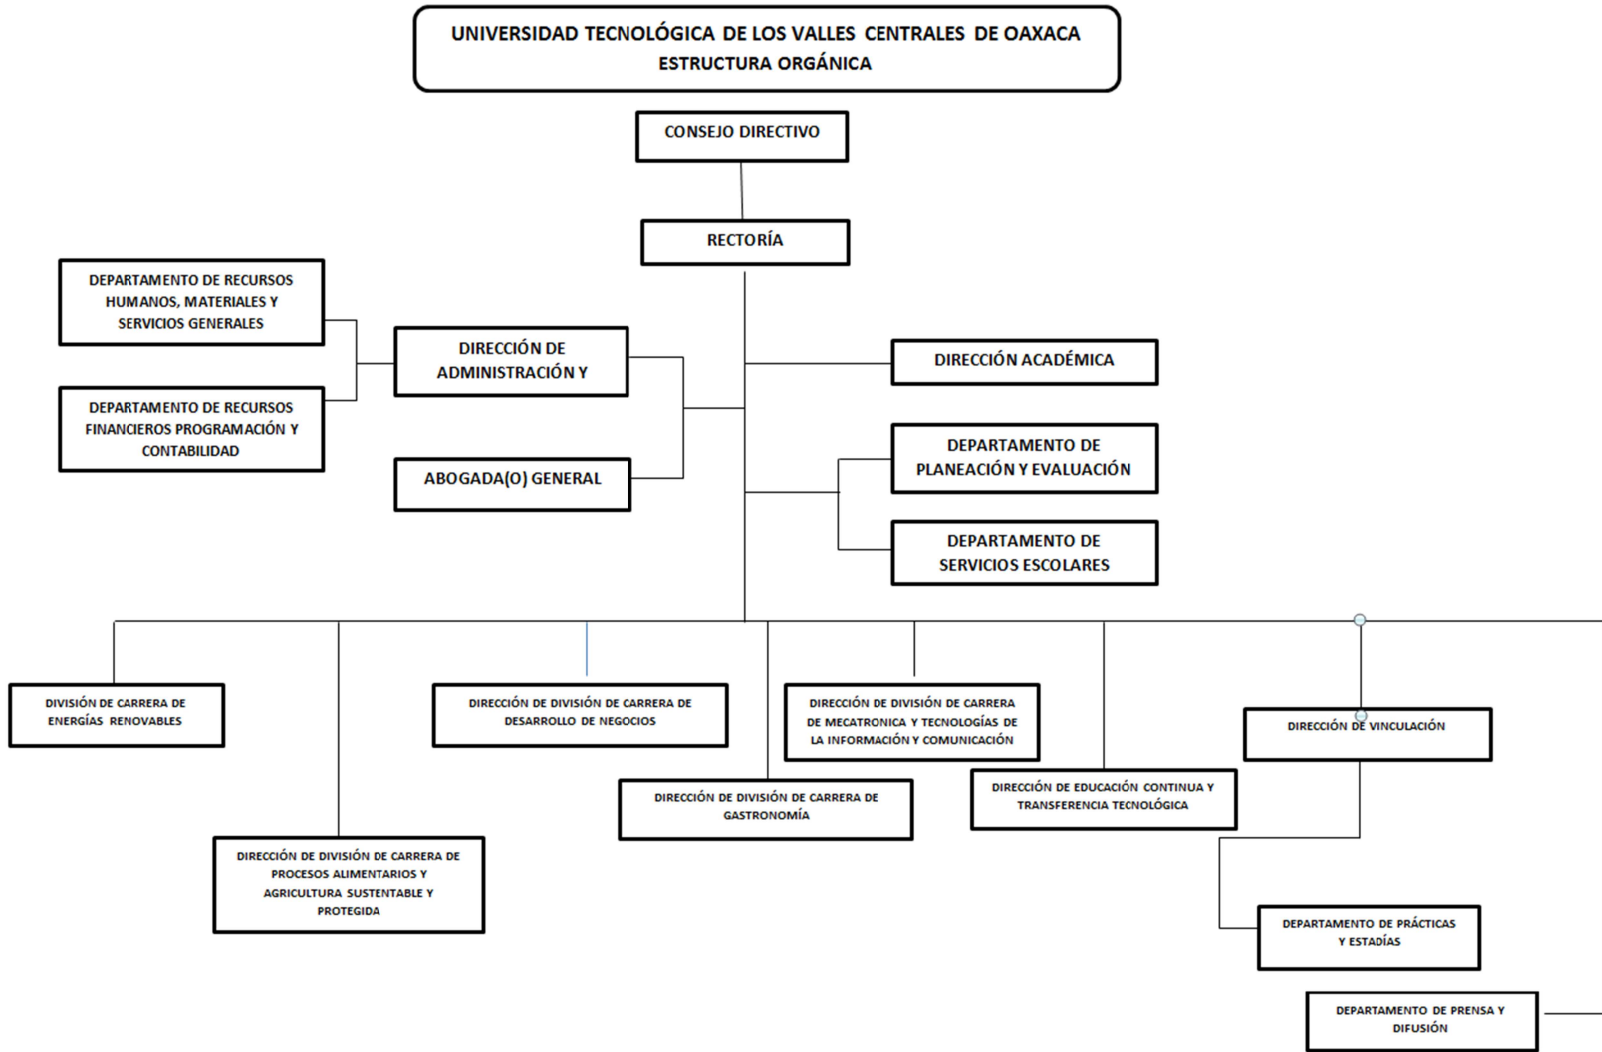 UNIVERSIDAD TECNOLÓGICA DE LOS VALLES CENTRALES DE OAXACA
ESTRUCTURA ORGÁNICA
CONSEJO DIRECTIVO
RECTORÍA
DEPARTAMENTO DE RECURSOS
HUMANOS, MATERIALES Y
SERVICIOS GENERALES
DIRECCIÓN DE
ADMINISTRACIÓN Y
DIRECCIÓN ACADÉMICA
DEPARTAMENTO DE RECURSOS
FINANCIEROS PROGRAMACIÓN Y
CONTABILIDAD
ABOGADA(O) GENERAL
DEPARTAMENTO DE
PLANEACIÓN Y EVALUACIÓN
DEPARTAMENTO DE
SERVICIOS ESCOLARES
DIVISIÓN DE CARRERA DE
ENERGÍAS RENOVABLES
DIRECCIÓN DE DIVISIÓN DE CARRERA DE
DESARROLLO DE NEGOCIOS
DIRECCIÓN DE DIVISIÓN DE CARRERA
DE MECATRONICA Y TECNOLOGÍAS DE
LA INFORMACIÓN Y COMUNICACIÓN
DIRECCIÓN DE VINCULACIÓN
DIRECCIÓN DE DIVISIÓN DE CARRERA DE
GASTRONOMÍA
DIRECCIÓN DE EDUCACIÓN CONTINUA Y
TRANSFERENCIA TECNOLÓGICA
DIRECCIÓN DE DIVISIÓN DE CARRERA DE
PROCESOS ALIMENTARIOS Y
AGRICULTURA SUSTENTABLE Y
PROTEGIDA
DEPARTAMENTO DE PRÁCTICAS
Y ESTADÍAS
DEPARTAMENTO DE PRENSA Y
DIFUSIÓN